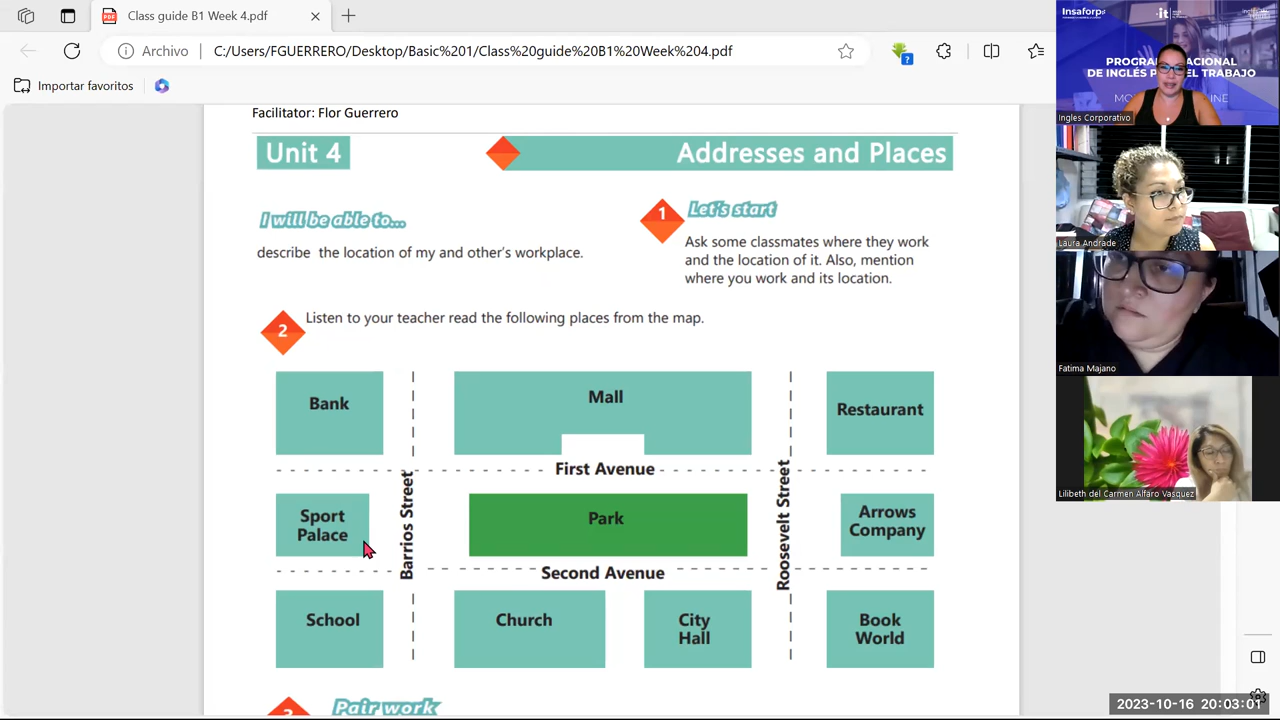 Class guide B1 Week 4.pdf
Archivo
C:/Users/FGUERRERO/Desktop/Basic%201/Class%20guide%20B1%20Week%204.pdf
Importar favoritos
Facilitator: Flor Guerrero
Unit 4
Addresses and Places
I will be able to...
describe the location of my and other's workplace.
1
Let's start
Ask some classmates where they work
and the location of it. Also, mention
where you work and its location.
2
Listen to your teacher read the following places from the map.
Bank
Mall
Restaurant
First Avenue
Barrios Street
Roosevelt Street
Sport
Palace
Park
Arrows
Company
Second Avenue
School
Church
City
Hall
Book
World
3
Pair work
Insaforp
it
Ingles Corporativo
Laura Andrade
Fatima Majano
Lilibeth del Carmen Alfaro Vasquez
2023-10-16 20:03:01